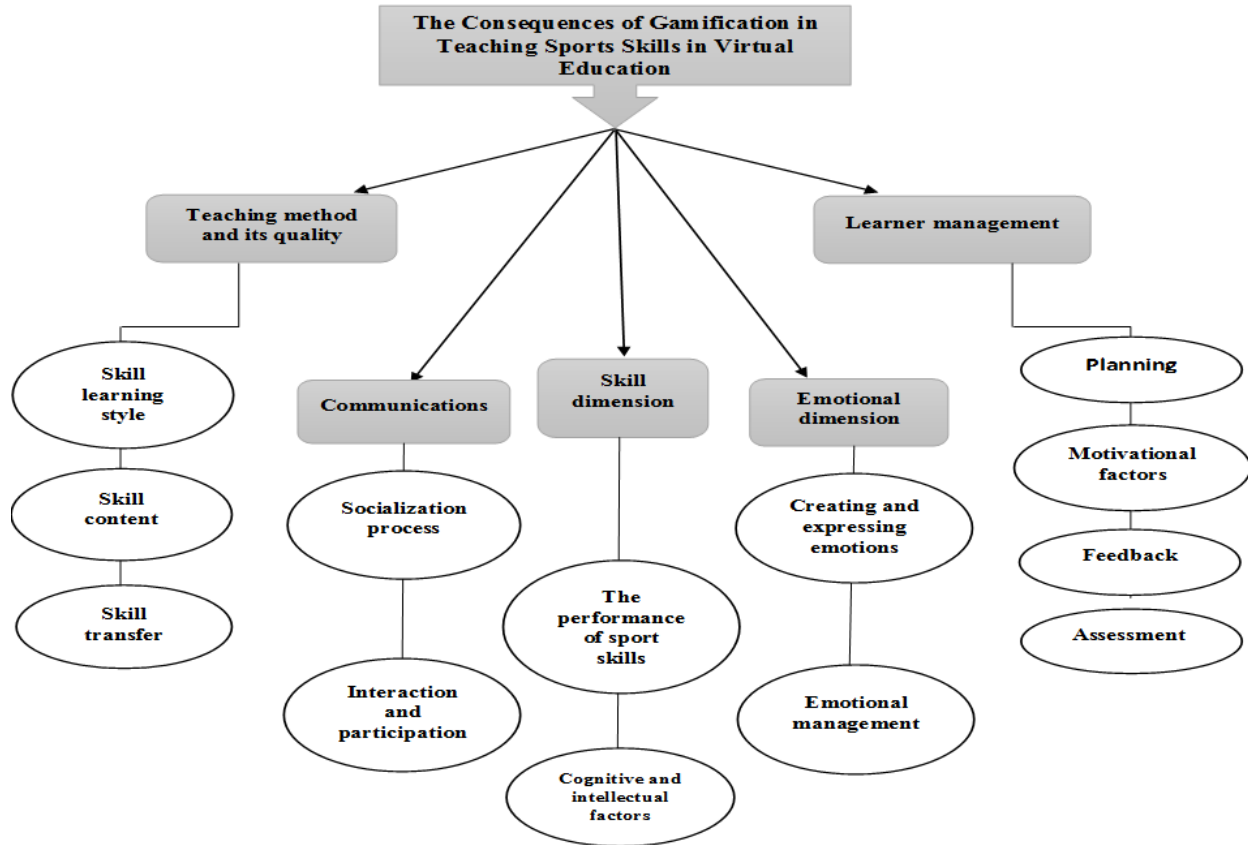 The Consequences of Gamification in
Teaching Sports Skills in Virtual
Education
Teaching method
and its quality
Learner management
Skill
learning
style
Skill
content
Skill
transfer
Communications
Socialization
process
Interaction
and
participation
Skill
dimension
The
performance
of sport
skills
Cognitive and
intellectual
factors
Emotional
dimension
Creating and
expressing
emotions
Emotional
management
Planning
Motivational
factors
Feedback
Assessment